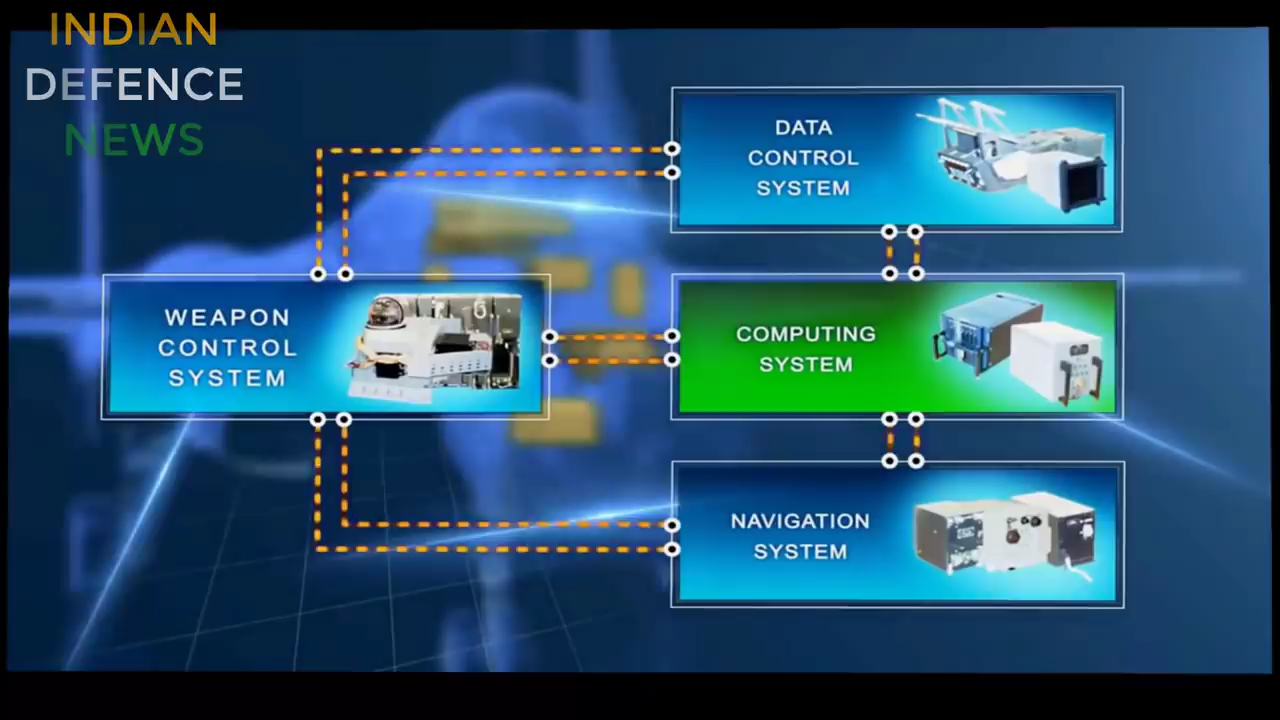 INDIAN
DEFENCE
NEWS
DATA
CONTROL
SYSTEM
WEAPON
CONTROL
SYSTEM
COMPUTING
SYSTEM
NAVIGATION
SYSTEM